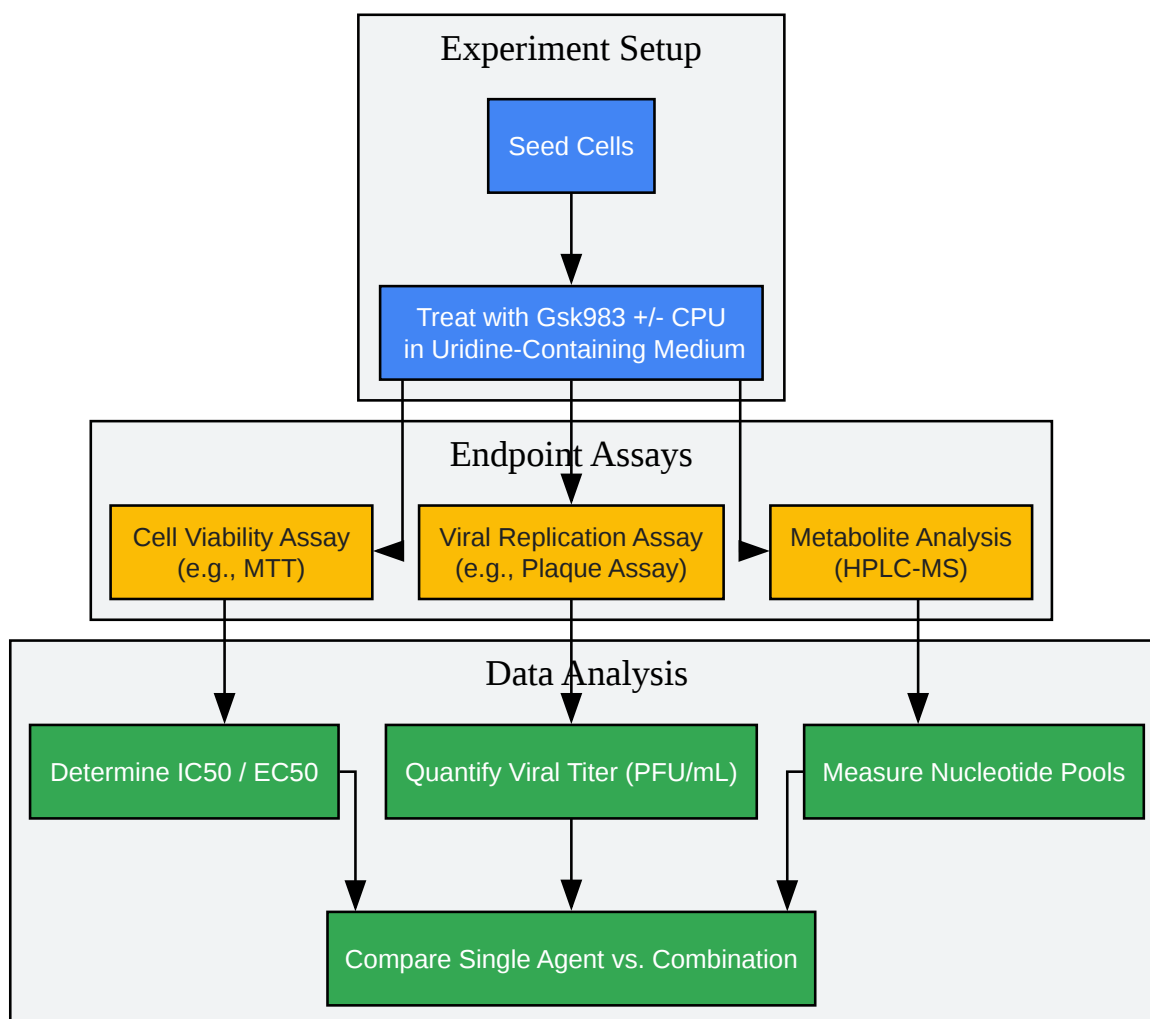 Experiment Setup
Seed Cells
Treat with Gsk983 +/- CPU
in Uridine-Containing Medium
Endpoint Assays
Cell Viability Assay
(e.g., MTT)
Viral Replication Assay
(e.g., Plaque Assay)
Metabolite Analysis
(HPLC-MS)
Data Analysis
Determine IC50 / EC50
Quantify Viral Titer (PFU/mL)
Measure Nucleotide Pools
Compare Single Agent vs. Combination